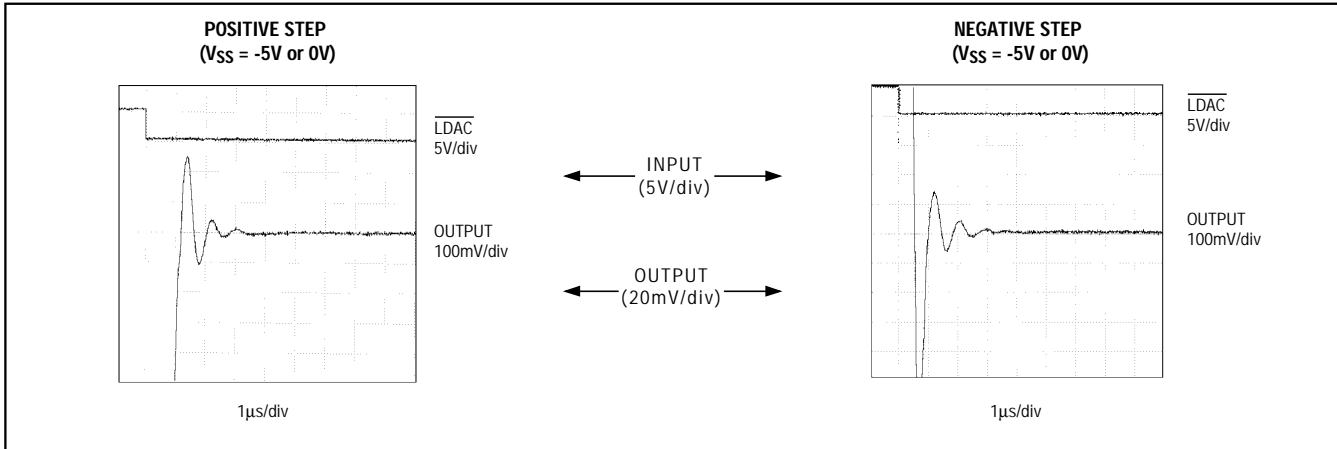 POSITIVE STEP
(VSS = -5V or 0V)
LDAC
5V/div
OUTPUT
100mV/div
1μs/div
INPUT
(5V/div)
OUTPUT
(20mV/div)
NEGATIVE STEP
(VSS = -5V or 0V)
LDAC
5V/div
OUTPUT
100mV/div
1μs/div